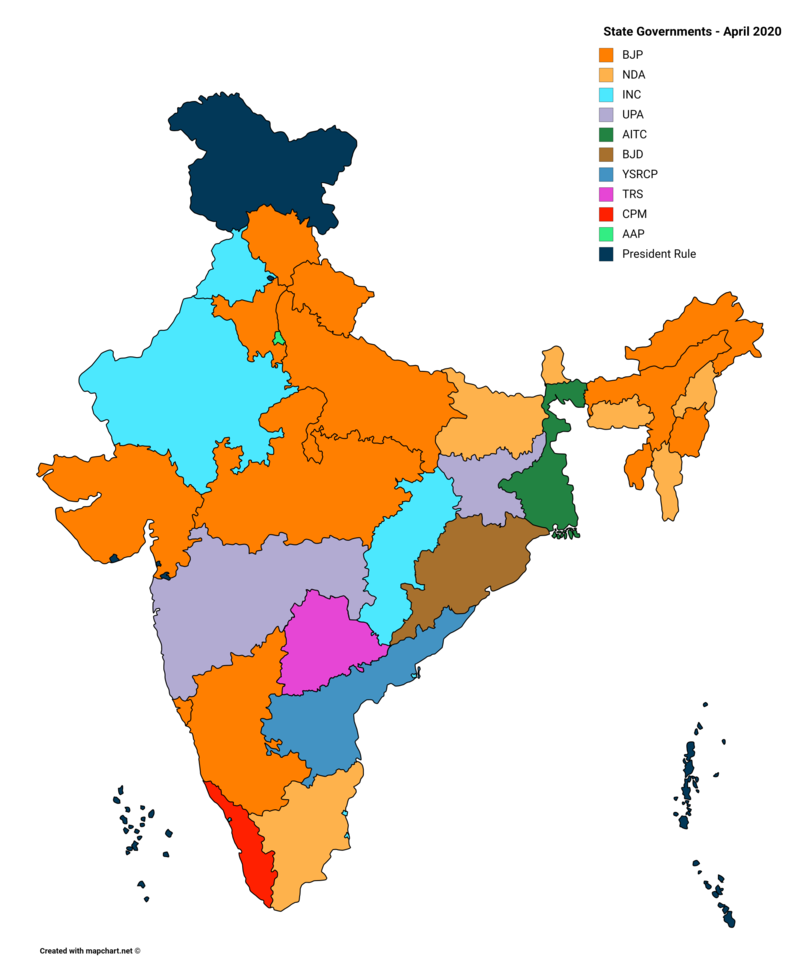 State Governments - April 2020
BJP
NDA
INC
UPA
AITC
BJD
YSRCP
TRS
CPM
AAP
President Rule
Created with mapchart.net ©